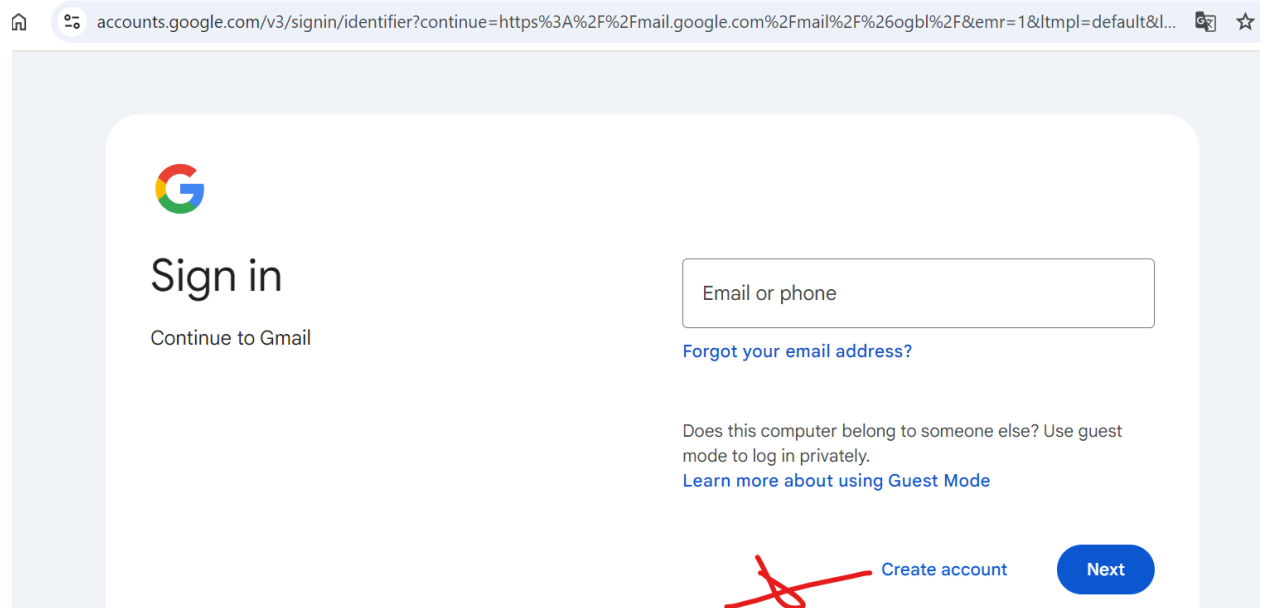 accounts.google.com/v3/signin/identifier?continue=https%3A%2F%2Fmail.google.com%2Fmail%2F%26ogbl%2F&emr=1&ltmpl=default&l...
Sign in
Continue to Gmail
Email or phone
Forgot your email address?
Does this computer belong to someone else? Use guest
mode to log in privately.
Learn more about using Guest Mode
Create account
Next